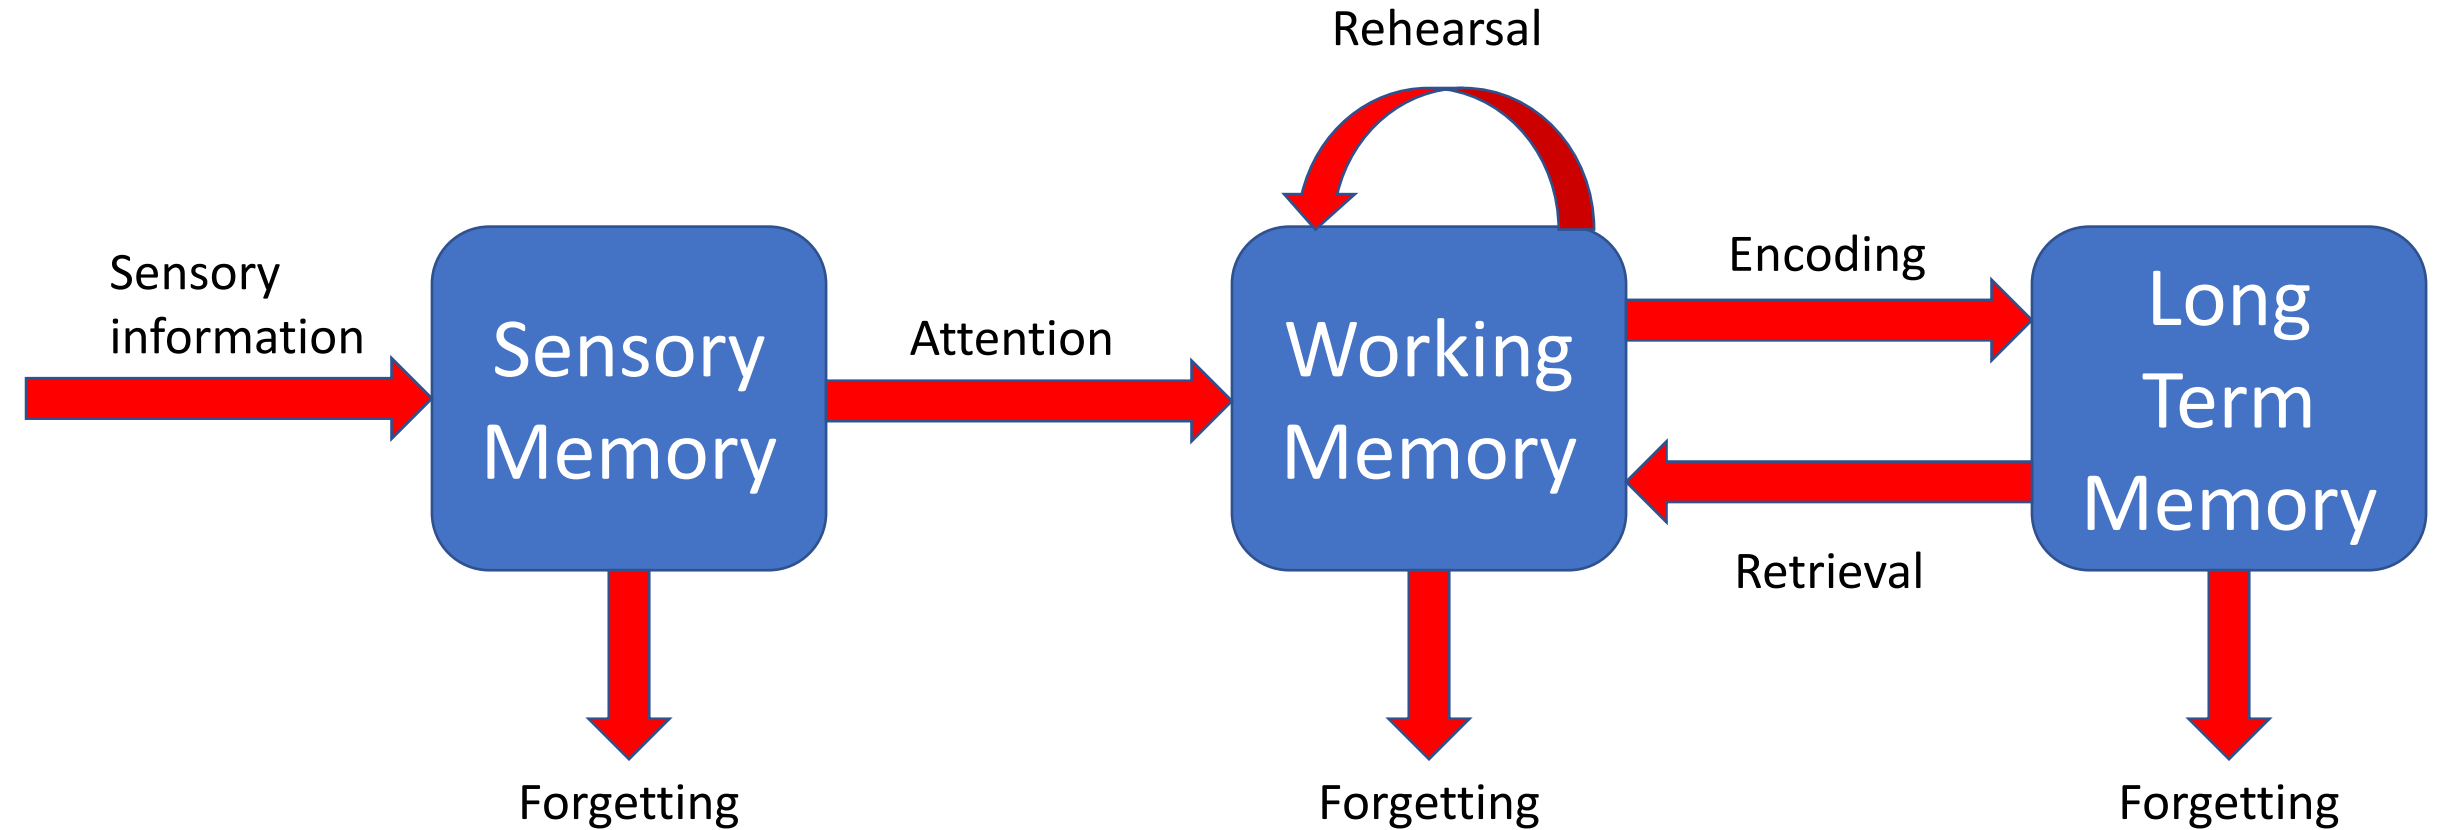 Rehearsal
Sensory
information
Sensory
Memory
Attention
Working
Memory
Encoding
Retrieval
Long
Term
Memory
Forgetting
Forgetting
Forgetting